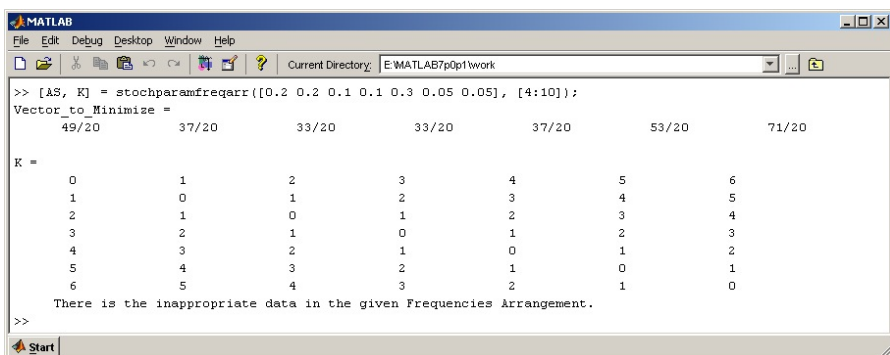 MATLAB
File Edit Debug Desktop Window Help
Current Directory: E:\MATLAB7p0p1\work
>> [AS, K] = stochparamfreqarr([0.2 0.2 0.1 0.1 0.3 0.05 0.05], [4:10]);
Vector_to_Minimize =
49/20 37/20 33/20 33/20 37/20 53/20 71/20
K =
0 1 2 3 4 5 6
1 0 1 2 3 4 5
2 1 0 1 2 3 4
3 2 1 0 1 2 3
4 3 2 1 0 1 2
5 4 3 2 1 0 1
6 5 4 3 2 1 0
There is the inappropriate data in the given Frequencies Arrangement.
>>
Start